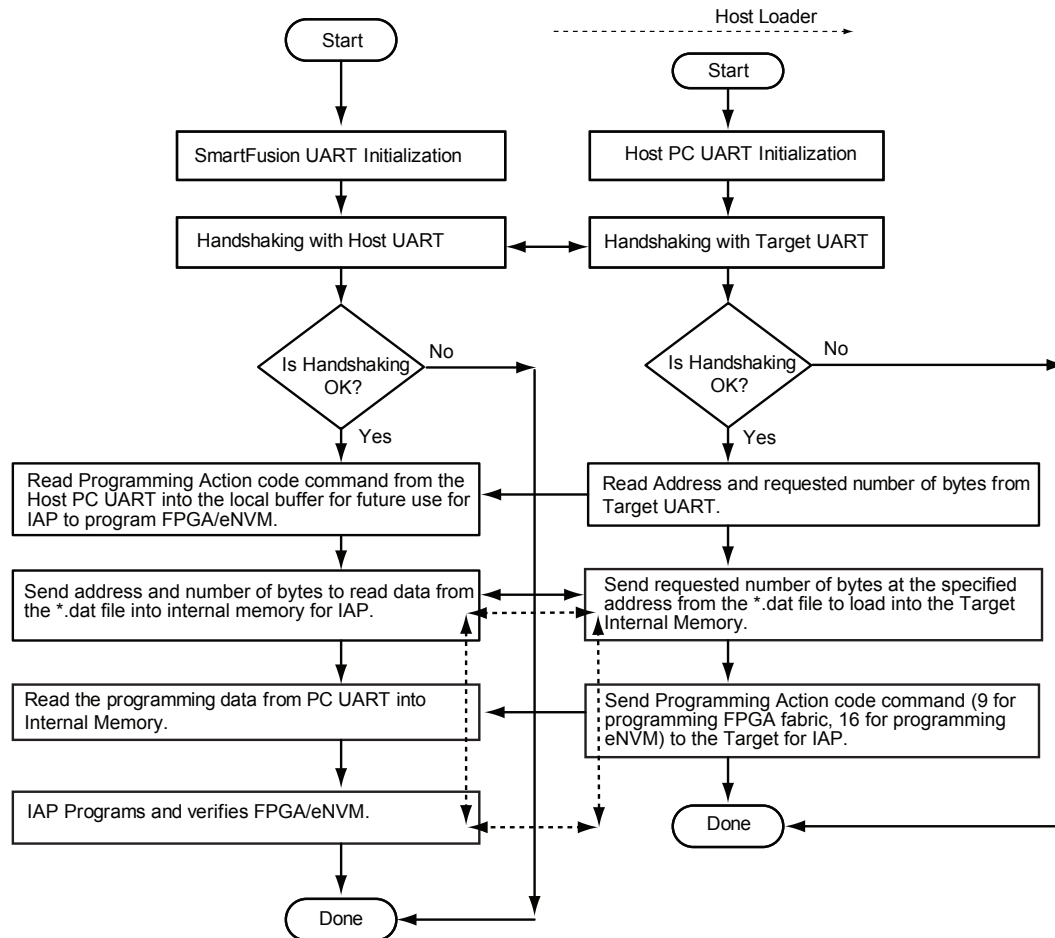 Host Loader
Start
Start
SmartFusion UART Initialization
Host PC UART Initialization
Handshaking with Host UART
Handshaking with Target UART
Is Handshaking
OK?
No
Yes
Is Handshaking
OK?
No
Yes
Read Programming Action code command from the
Host PC UART into the local buffer for future use for
IAP to program FPGA/eNVM.
Read Address and requested number of bytes from
Target UART.
Send address and number of bytes to read data from
the *.dat file into internal memory for IAP.
Send requested number of bytes at the specified
address from the *.dat file to load into the Target
Internal Memory.
Read the programming data from PC UART into
Internal Memory.
Send Programming Action code command (9 for
programming FPGA fabric, 16 for programming
eNVM) to the Target for IAP.
IAP Programs and verifies FPGA/eNVM.
Done
Done